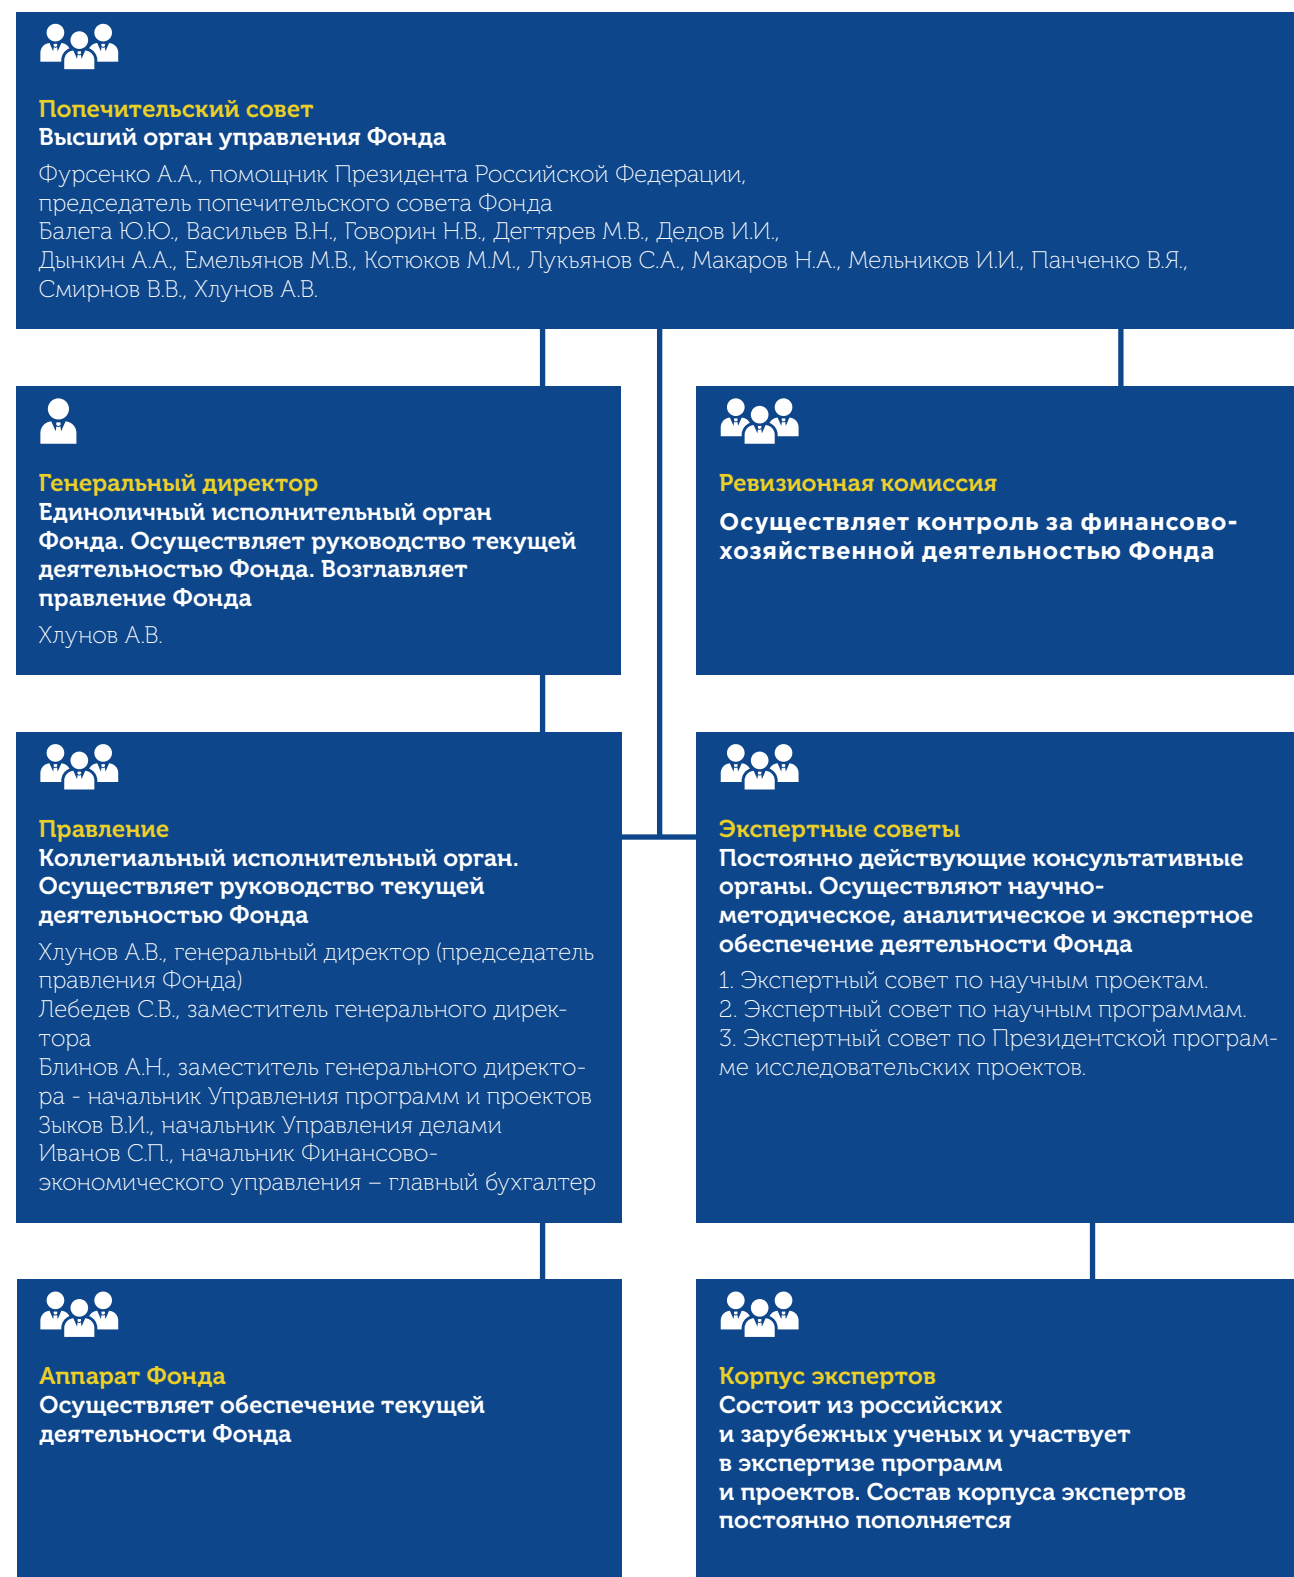 Попечительский совет
Высший орган управления Фонда
Фурсенко А.А., помощник Президента Российской Федерации,
председатель попечительского совета Фонда
Балега Ю.Ю., Васильев В.Н., Говорин Н.В., Дегтярев М.В., Дедов И.И.,
Дынкин А.А., Емельянов М.В., Котюков М.М., Лукьянов С.А., Макаров Н.А., Мельников И.И., Панченко В.Я.,
Смирнов В.В., Хлунов А.В.
Генеральный директор
Единоличный исполнительный орган
Фонда. Осуществляет руководство текущей
деятельностью Фонда. Возглавляет
правление Фонда
Хлунов А.В.
Ревизионная комиссия
Осуществляет контроль за финансово-
хозяйственной деятельностью Фонда
Правление
Коллегиальный исполнительный орган.
Осуществляет руководство текущей
деятельностью Фонда
Хлунов А.В., генеральный директор (председатель
правления Фонда)
Лебедев С.В., заместитель генерального дирек-
тора
Блинов А.Н., заместитель генерального директо-
ра - начальник Управления программ и проектов
Зыков В.И., начальник Управления делами
Иванов С.П., начальник Финансово-
экономического управления – главный бухгалтер
Экспертные советы
Постоянно действующие консультативные
органы. Осуществляют научно-
методическое, аналитическое и экспертное
обеспечение деятельности Фонда
1. Экспертный совет по научным проектам.
2. Экспертный совет по научным программам.
3. Экспертный совет по Президентской програм-
ме исследовательских проектов.
Аппарат Фонда
Осуществляет обеспечение текущей
деятельности Фонда
Корпус экспертов
Состоит из российских
и зарубежных ученых и участвует
в экспертизе программ
и проектов. Состав корпуса экспертов
постоянно пополняется